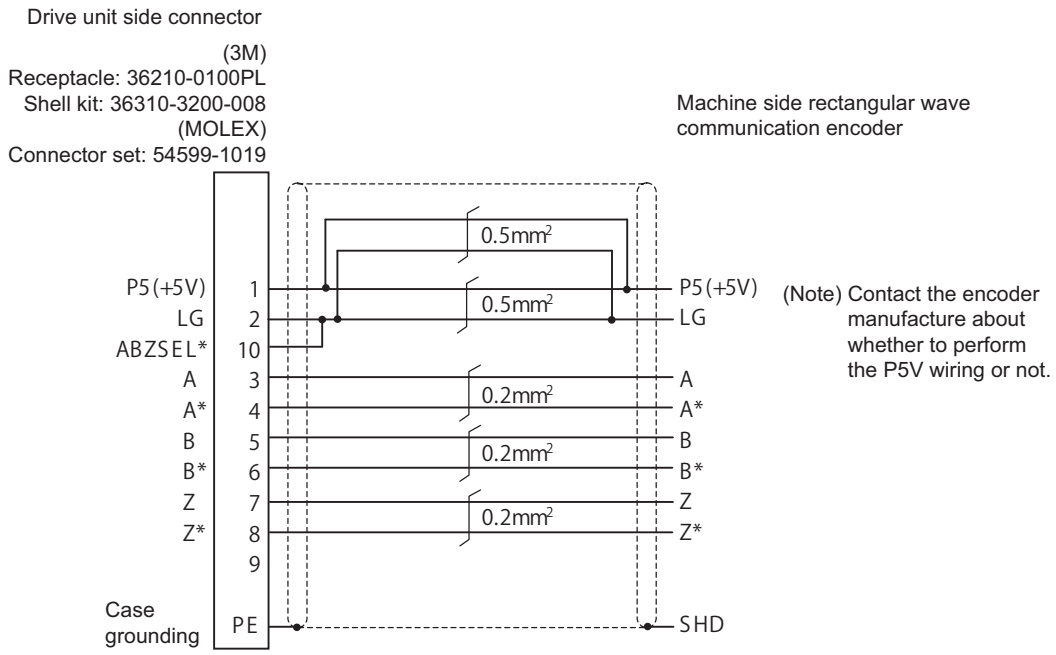 Drive unit side connector
(3M)
Receptacle: 36210-0100PL
Shell kit: 36310-3200-008
(MOLEX)
Connector set: 54599-1019
Machine side rectangular wave
communication encoder
0.5mm²
P5(+5V) 1 0.5mm² P5(+5V)
LG 2 LG
ABZSEL* 10
(Note) Contact the encoder
manufacture about
whether to perform
the P5V wiring or not.
A 3 0.2mm² A
A* 4 A*
B 5 0.2mm² B
B* 6 B*
Z 7 0.2mm² Z
Z* 8 Z*
9
Case
grounding PE SHD